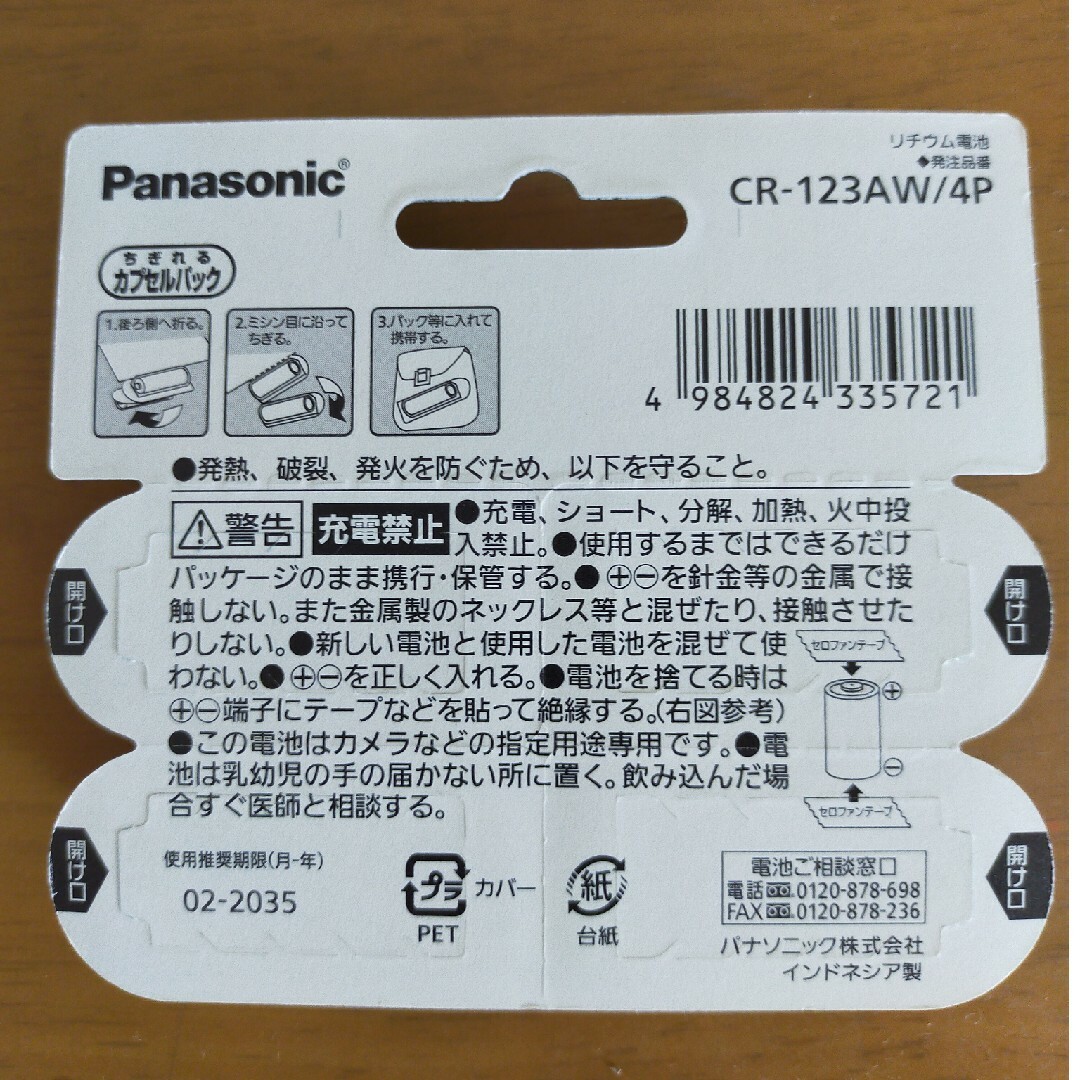 Panasonic®
リチウム電池
◆発注品番
CR-123AW/4P
ちぎれる
カプセルパック
1.後ろ側へ折る。
2.ミシン目に沿って
ちぎる。
3.バック等に入れて
携帯する。
4 984824 335721
●発熱、破裂、発火を防ぐため、以下を守ること。
⚠警告 充電禁止 ●充電、ショート、分解、加熱、火中投
入禁止。●使用するまではできるだけ
パッケージのまま携行・保管する。●⊕⊖を針金等の金属で接
触しない。また金属製のネックレス等と混ぜたり、接触させた
りしない。●新しい電池と使用した電池を混ぜて使
わない。●⊕⊖を正しく入れる。●電池を捨てる時は
⊕⊖端子にテープなどを貼って絶縁する。(右図参考)
●この電池はカメラなどの指定用途専用です。●電
池は乳幼児の手の届かない所に置く。飲み込んだ場
合すぐ医師と相談する。
セロファンテープ
⊕
⊖
セロファンテープ
開け口
開け口
開け口
開け口
使用推奨期限(月-年)
02-2035
プラ カバー
PET
紙
台紙
電池ご相談窓口
電話 0120-878-698
FAX 0120-878-236
パナソニック株式会社
インドネシア製